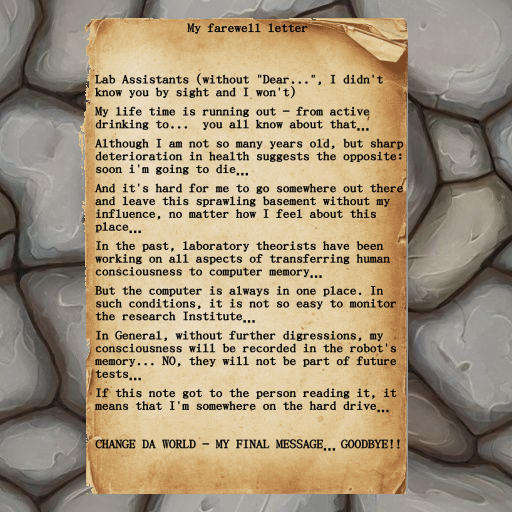 My farewell letter
Lab Assistants (without "Dear...", I didn't
know you by sight and I won't)
My life time is running out — from active
drinking to...  you all know about that...
Although I am not so many years old, but sharp
deterioration in health suggests the opposite:
soon i'm going to die...
And it's hard for me to go somewhere out there
and leave this sprawling basement without my
influence, no matter how I feel about this
place...
In the past, laboratory theorists have been
working on all aspects of transferring human
consciousness to computer memory...
But the computer is always in one place. In
such conditions, it is not so easy to monitor
the research Institute...
In General, without further digressions, my
consciousness will be recorded in the robot's
memory... NO, they will not be part of future
tests...
If this note got to the person reading it, it
means that I'm somewhere on the hard drive...
CHANGE DA WORLD — MY FINAL MESSAGE... GOODBYE!!